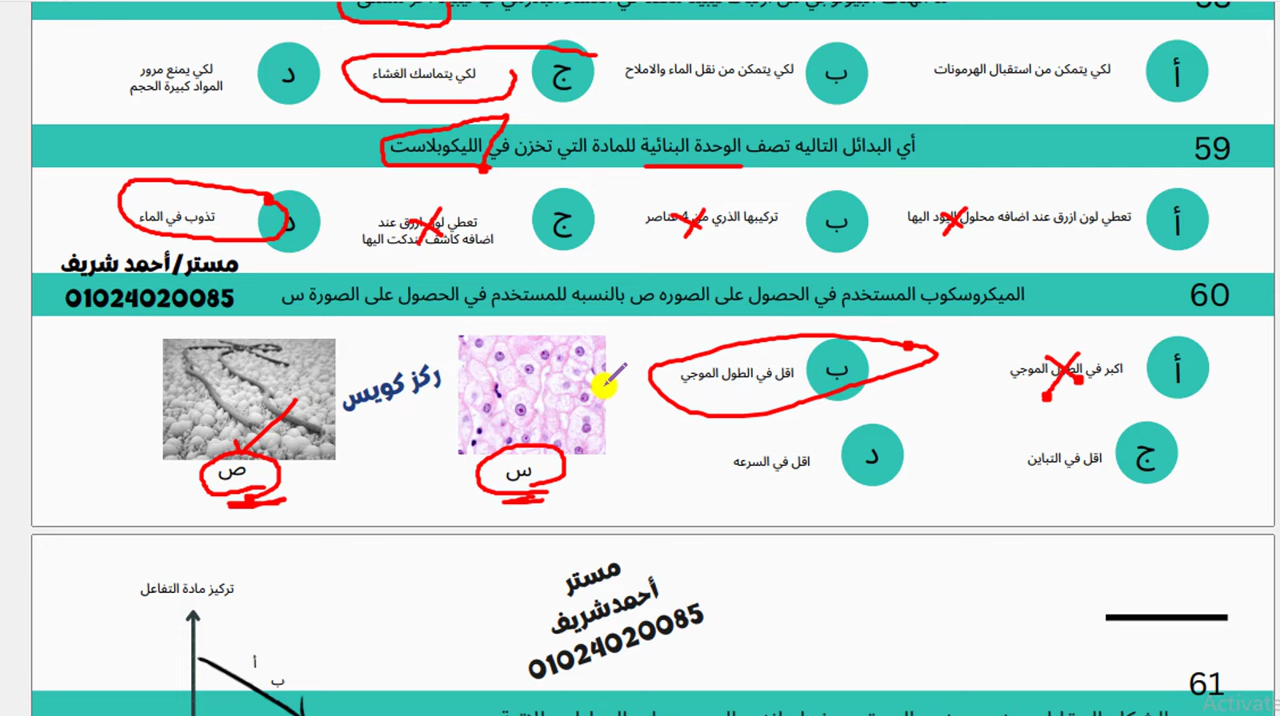 أ
لكي يتمكن من استقبال الهرمونات
ب
لكي يتمكن من نقل الماء والاملاح
ج
لكي يتماسك الغشاء
د
لكي يمنع مرور
المواد كبيرة الحجم
59
أي البدائل التاليه تصف الوحدة البنائية للمادة التي تخزن في الليكوبلاست
أ
تعطي لون ازرق عند اضافه محلول اليود اليها
ب
تركيبها الذري من 4 عناصر
ج
تعطي لون ازرق عند
اضافه كاشف بندكت اليها
د
تذوب في الماء
مستر/أحمد شريف
01024020085
60
الميكروسكوب المستخدم في الحصول على الصوره ص بالنسبه للمستخدم في الحصول على الصورة س
أ
اكبر في الطول الموجي
ب
اقل في الطول الموجي
ج
اقل في التباين
د
اقل في السرعه
ركز كويس
س
ص
مستر
أحمدشريف
01024020085
تركيز مادة التفاعل
أ
ب
61
Activate